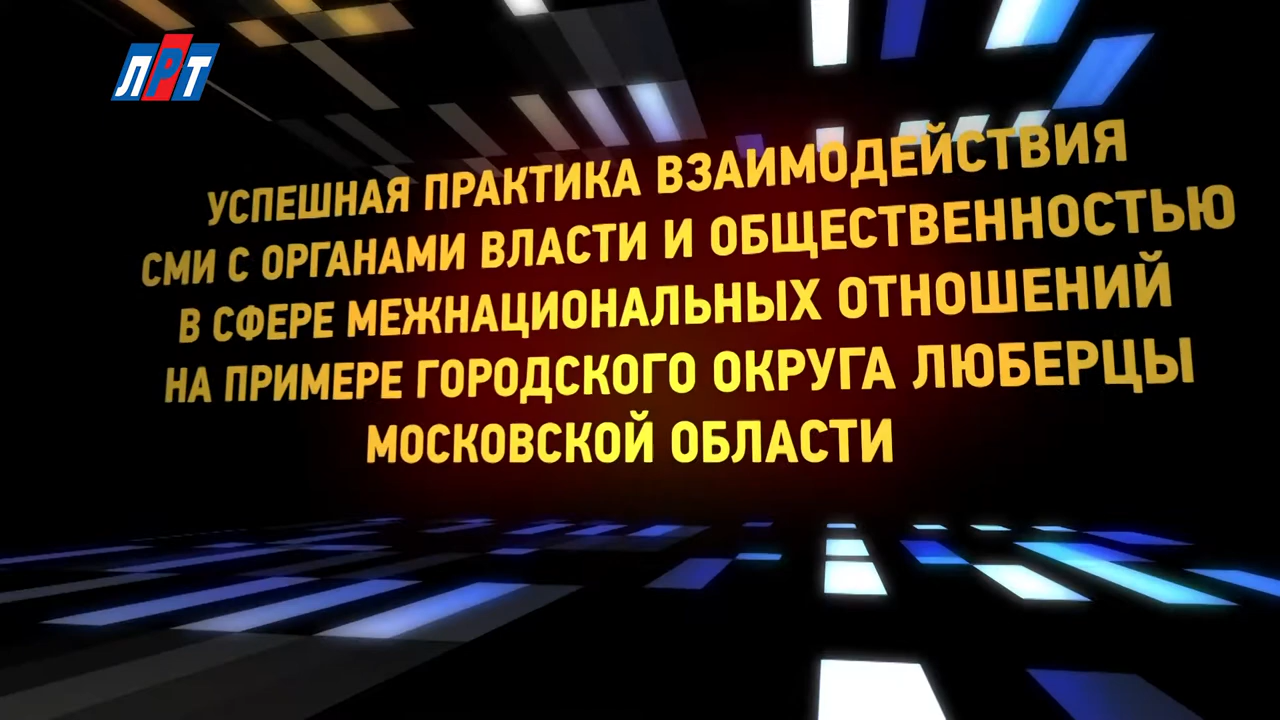 ЛРТ
УСПЕШНАЯ ПРАКТИКА ВЗАИМОДЕЙСТВИЯ
СМИ С ОРГАНАМИ ВЛАСТИ И ОБЩЕСТВЕННОСТЬЮ
В СФЕРЕ МЕЖНАЦИОНАЛЬНЫХ ОТНОШЕНИЙ
НА ПРИМЕРЕ ГОРОДСКОГО ОКРУГА ЛЮБЕРЦЫ
МОСКОВСКОЙ ОБЛАСТИ